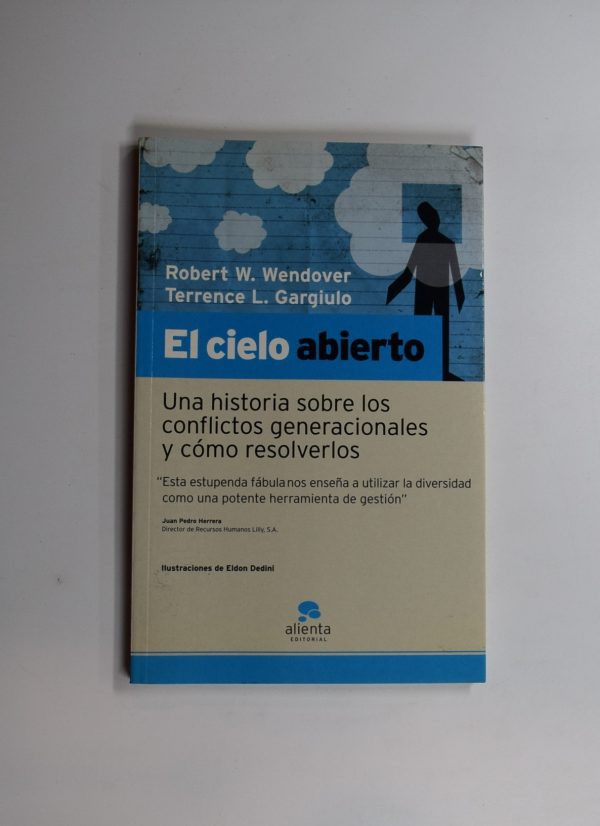 Robert W. Wendover
Terrence L. Gargiulo
El cielo abierto
Una historia sobre los
conflictos generacionales
y cómo resolverlos
“Esta estupenda fábula nos enseña a utilizar la diversidad
como una potente herramienta de gestión”
Juan Pedro Herrera
Director de Recursos Humanos Lilly, S.A.
Ilustraciones de Eldon Dedini
alienta
EDITORIAL